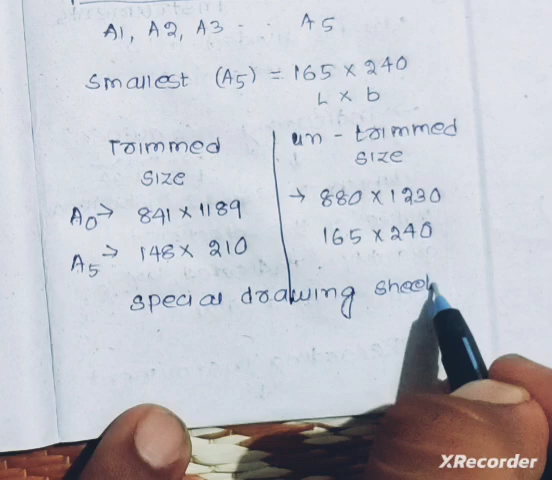 A1, A2, A3 - - A5
Smallest (A5) = 165 × 240
L × b
Trimmed size
un-trimmed size
A0→ 841 × 1189
→ 880 × 1230
A5→ 148 × 210
165 × 240
special drawing sheet
XRecorder